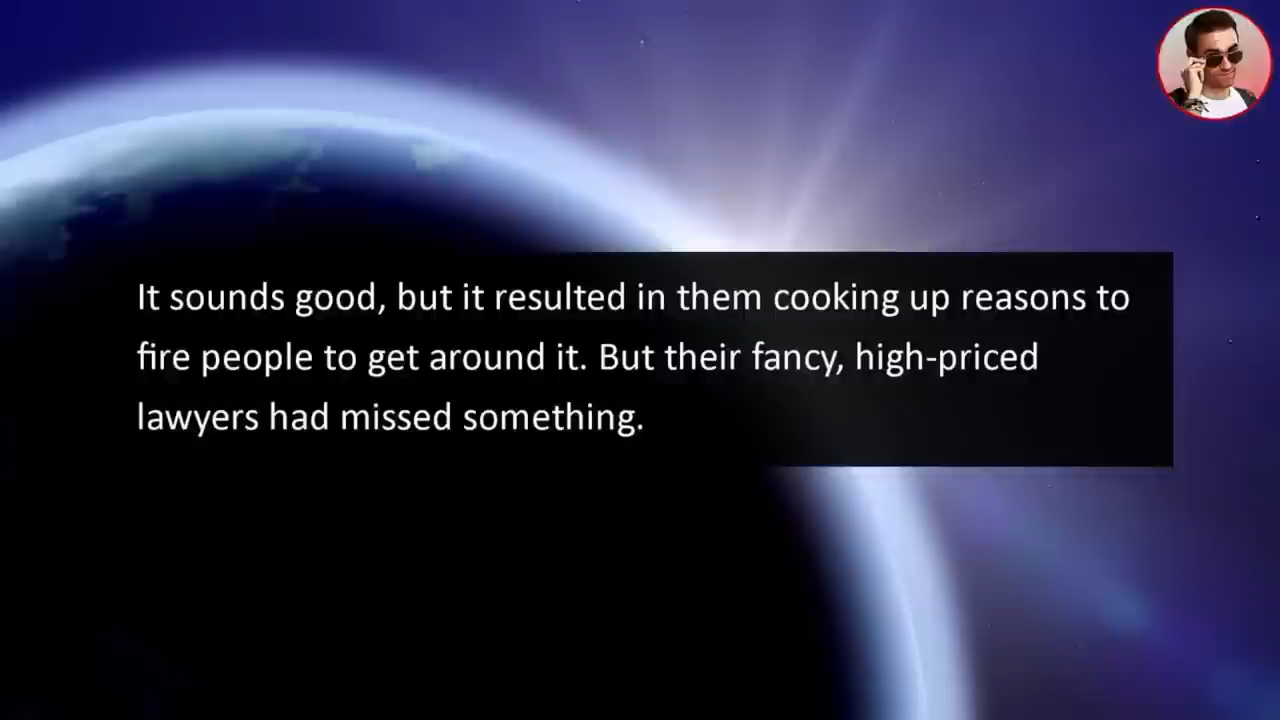 It sounds good, but it resulted in them cooking up reasons to
fire people to get around it. But their fancy, high-priced
lawyers had missed something.